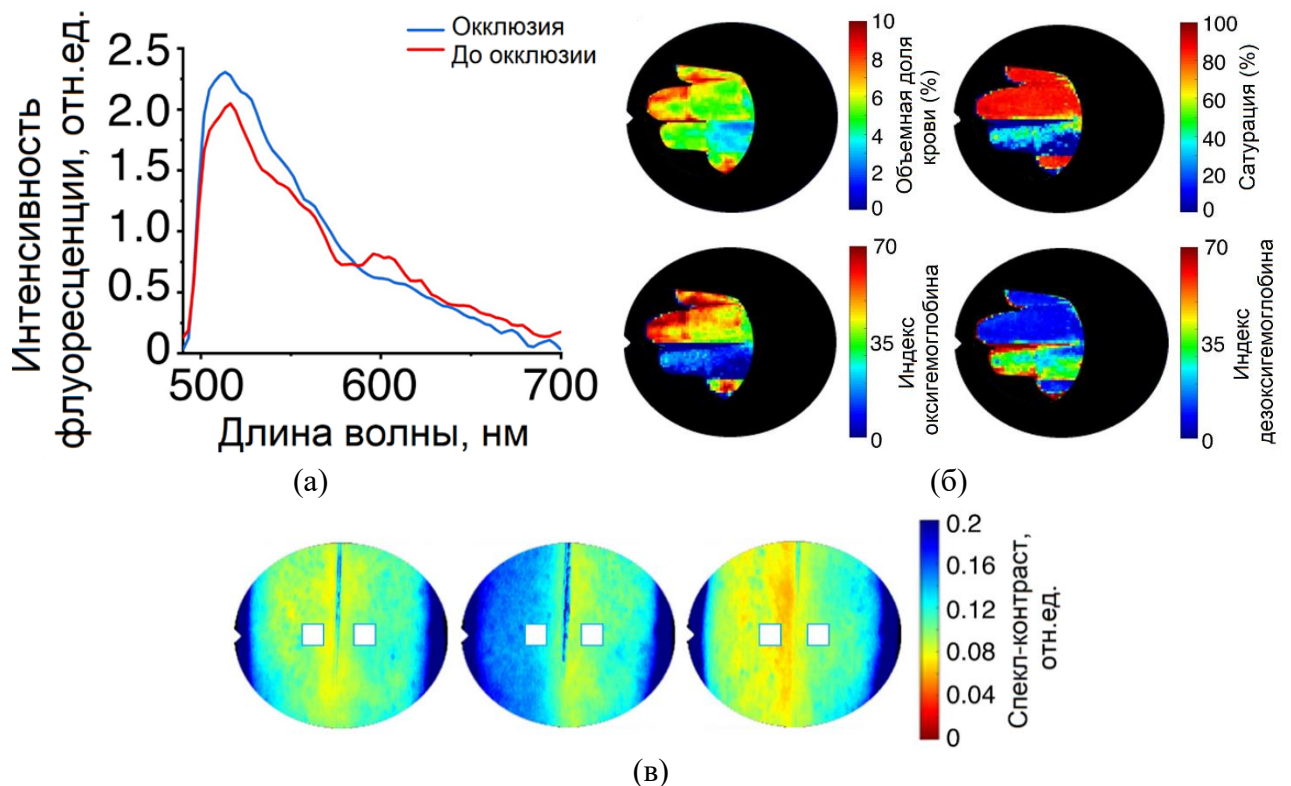 Окклюзия
До окклюзии
Интенсивность
флуоресценции, отн.ед.
2.5
2.0
1.5
1.0
0.5
0
500
600
700
Длина волны, нм
(а)
10
8
6
4
2
0
Объемная доля
крови (%)
100
80
60
40
20
0
Сатурация (%)
70
35
0
Индекс
оксигемоглобина
70
35
0
Индекс
дезоксигемоглобина
(б)
0.2
0.16
0.12
0.08
0.04
0
Спекл-контраст,
отн.ед.
(в)